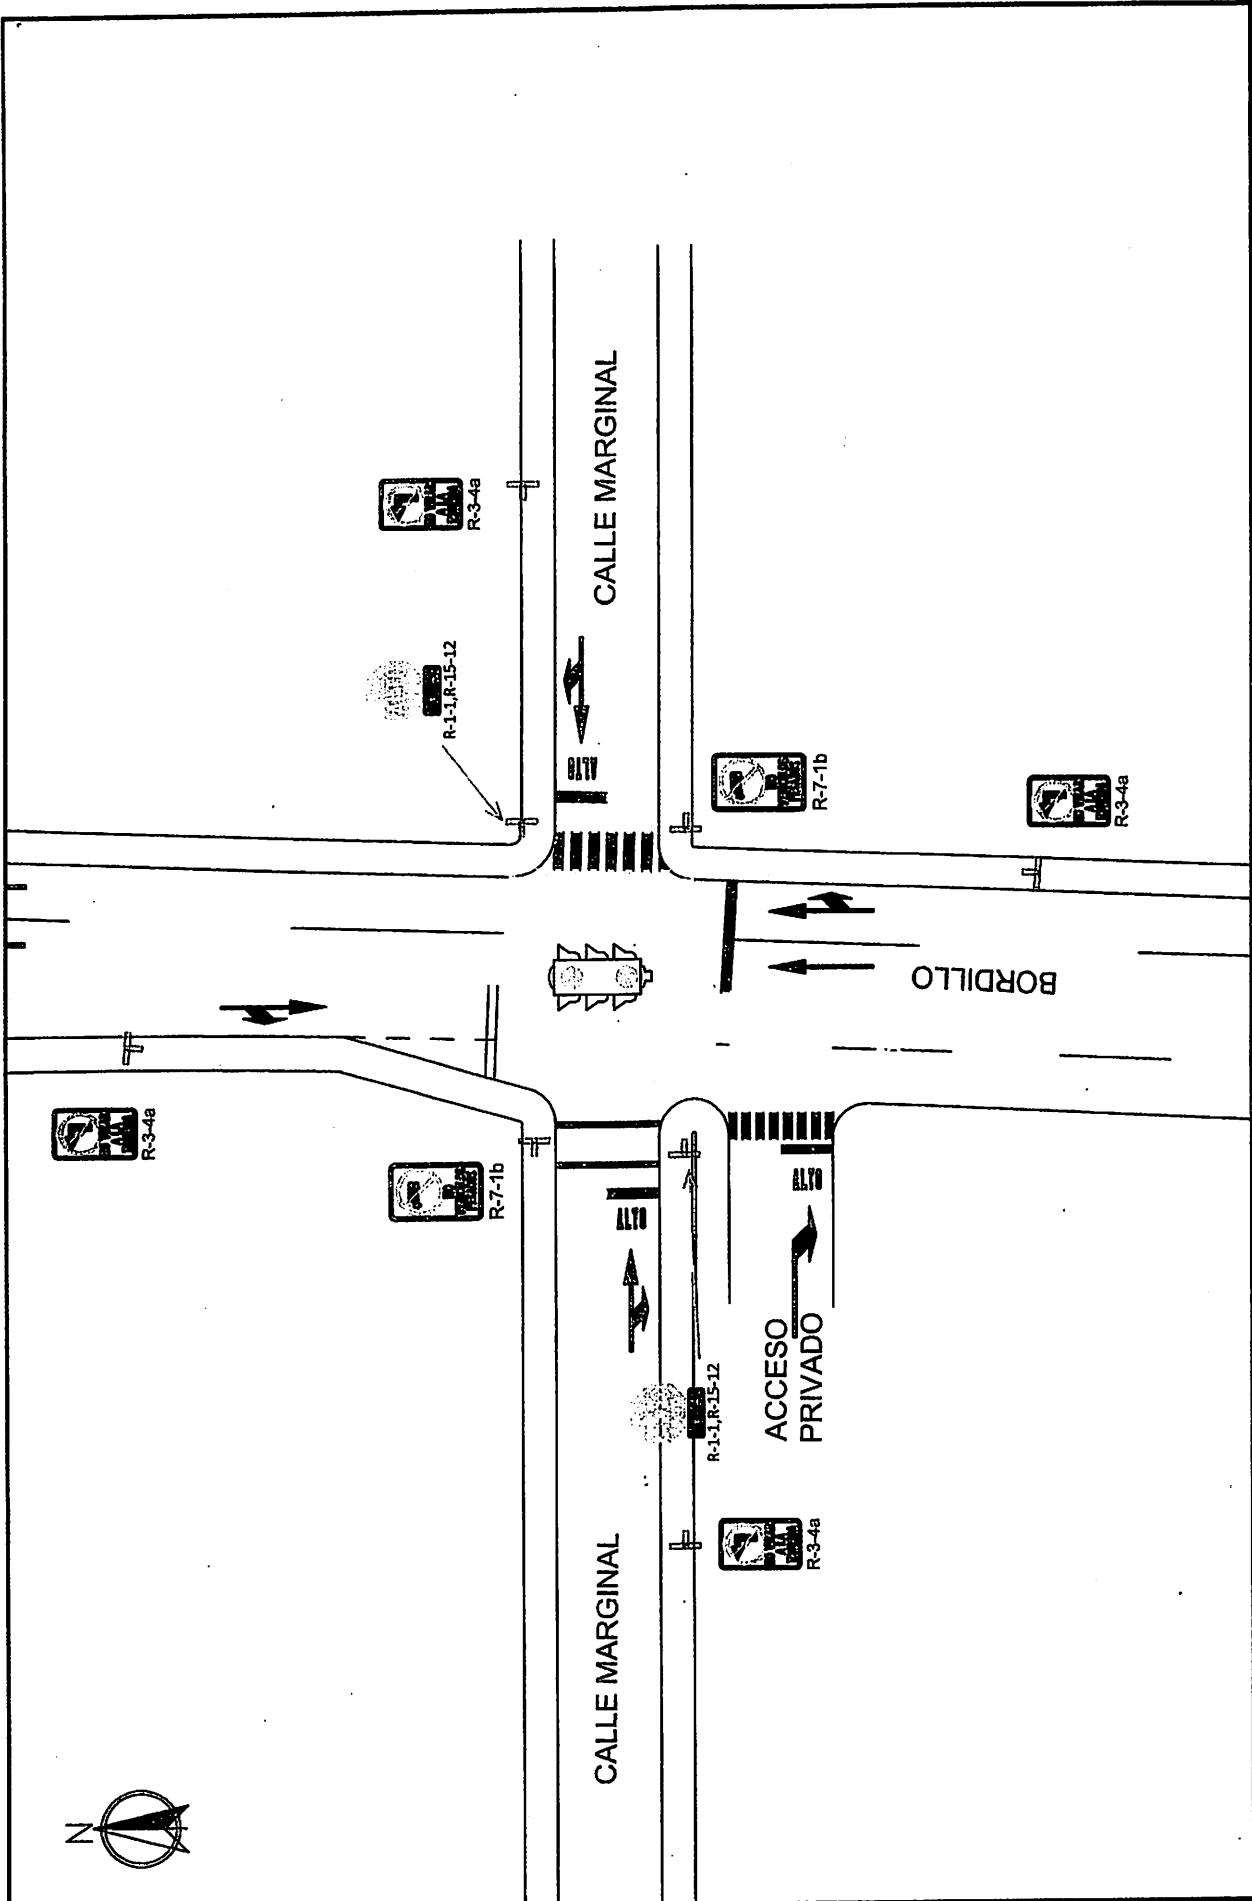 N
R-3-4a
R-7-1b
R-1-1,R-15-12
R-3-4a
CALLE MARGINAL
ALTO
ALTO
CALLE MARGINAL
R-1-1,R-15-12
R-3-4a
ACCESO
PRIVADO
ALTO
R-7-1b
BORDILLO
R-3-4a